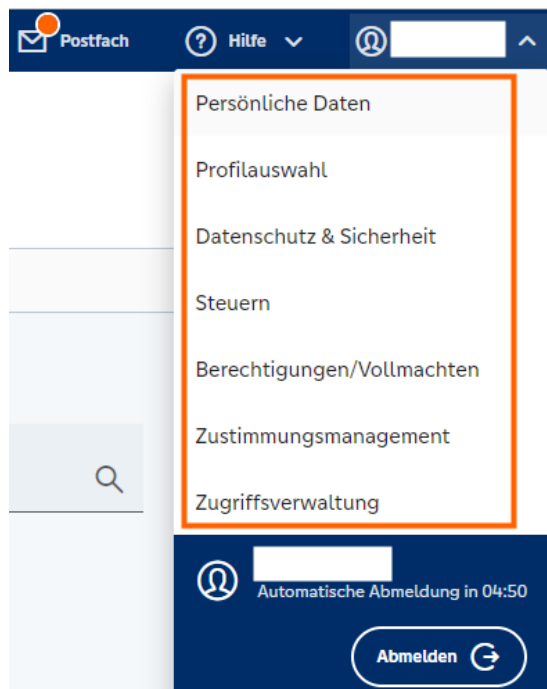 Postfach
Hilfe
Persönliche Daten
Profilauswahl
Datenschutz & Sicherheit
Steuern
Berechtigungen/Vollmachten
Zustimmungsmanagement
Zugriffsverwaltung
Automatische Abmeldung in 04:50
Abmelden